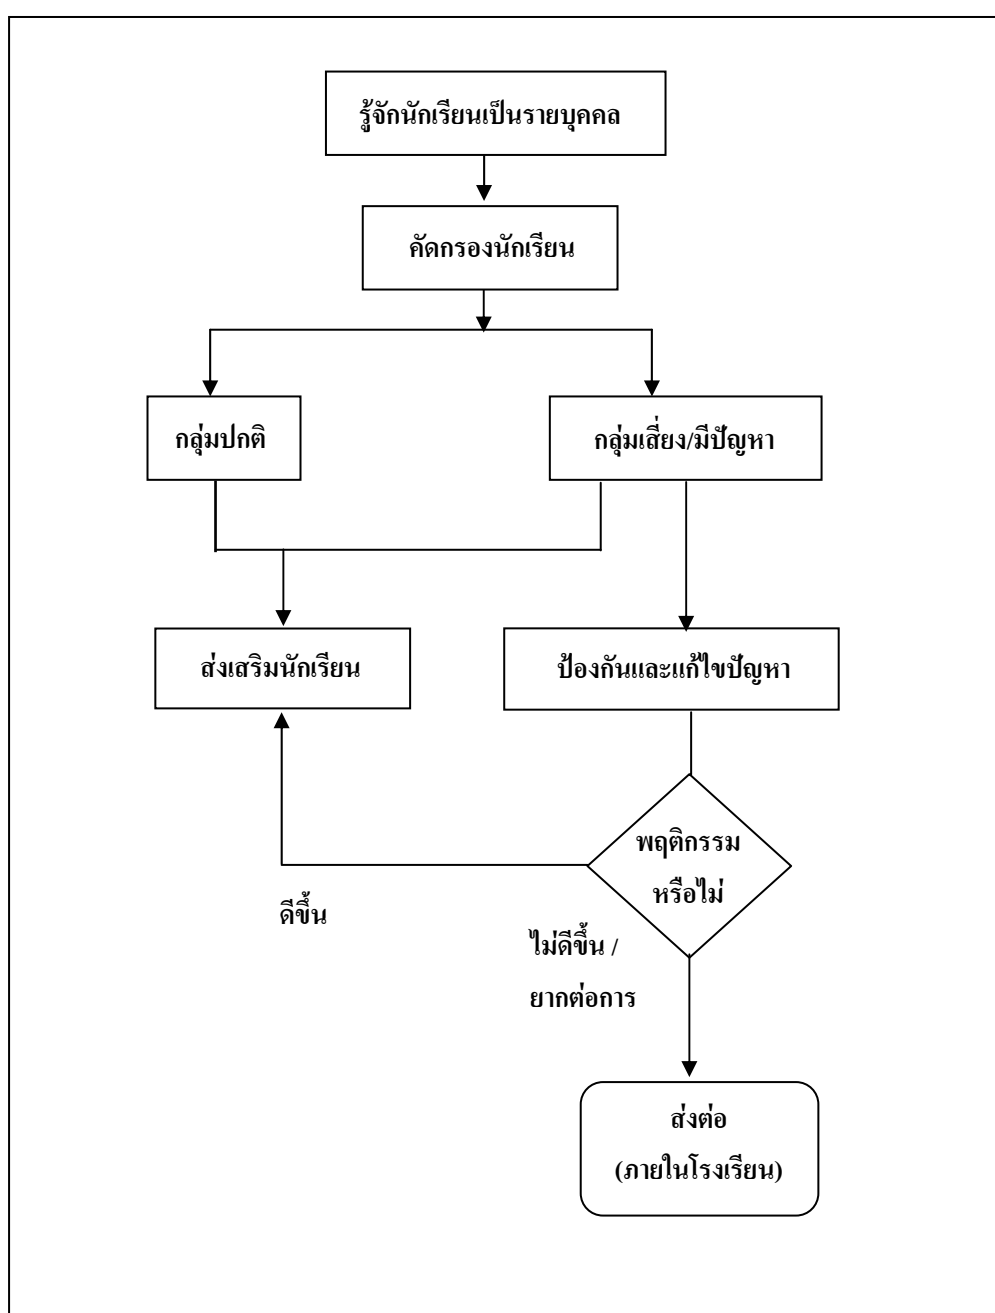 รู้จักนักเรียนเป็นรายบุคคล
คัดกรองนักเรียน
กลุ่มปกติ
กลุ่มเสี่ยง/มีปัญหา
ส่งเสริมนักเรียน
ป้องกันและแก้ไขปัญหา
พฤติกรรม
หรือไม่
ดีขึ้น
ไม่ดีขึ้น /
ยากต่อการ
ส่งต่อ
(ภายในโรงเรียน)